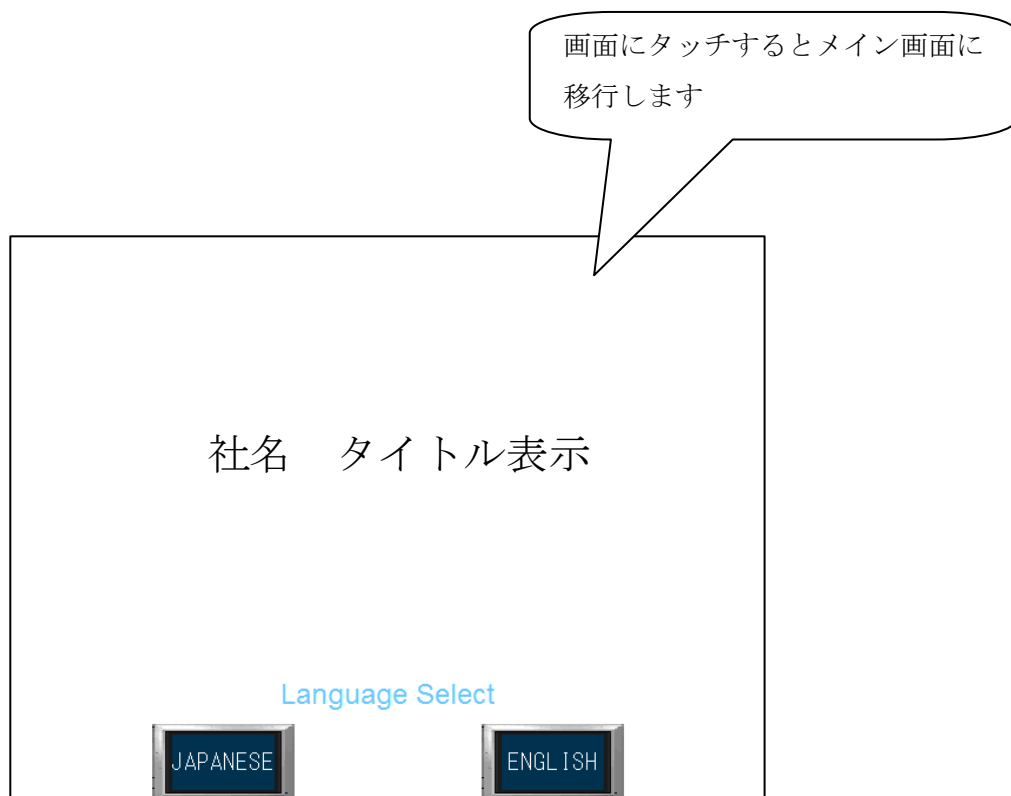 画面にタッチするとメイン画面に
移行します
社名　タイトル表示
Language Select
JAPANESE
ENGLISH